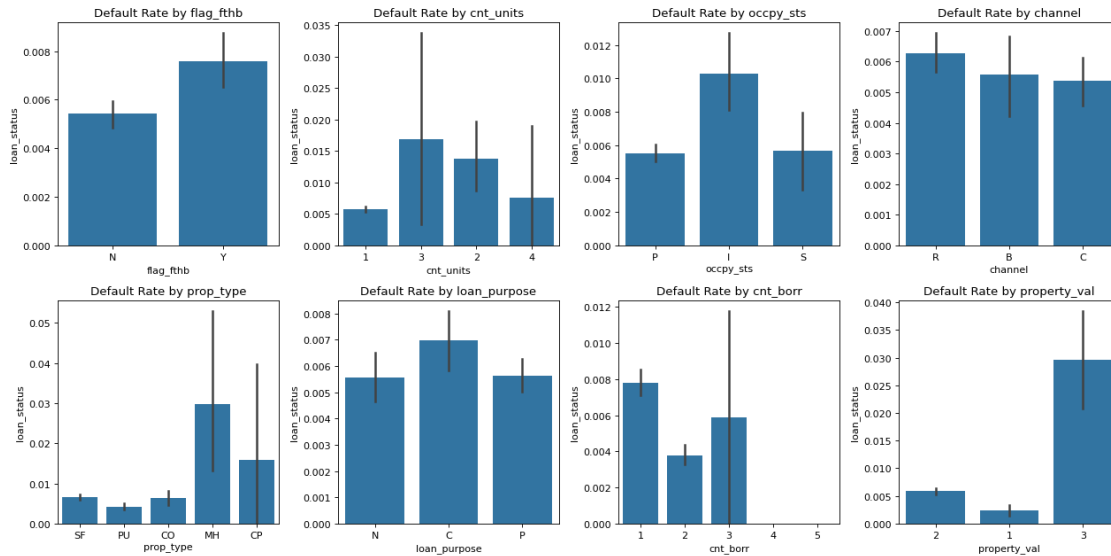 Default Rate by flag_fthb
loan_status
0.008
0.006
0.004
0.002
0.000
N Y
flag_fthb
Default Rate by cnt_units
loan_status
0.035
0.030
0.025
0.020
0.015
0.010
0.005
0.000
1 3 2 4
cnt_units
Default Rate by occpy_sts
loan_status
0.012
0.010
0.008
0.006
0.004
0.002
0.000
P I S
occpy_sts
Default Rate by channel
loan_status
0.007
0.006
0.005
0.004
0.003
0.002
0.001
0.000
R B C
channel
Default Rate by prop_type
loan_status
0.05
0.04
0.03
0.02
0.01
0.00
SF PU CO MH CP
prop_type
Default Rate by loan_purpose
loan_status
0.008
0.007
0.006
0.005
0.004
0.003
0.002
0.001
0.000
N C P
loan_purpose
Default Rate by cnt_borr
loan_status
0.012
0.010
0.008
0.006
0.004
0.002
0.000
1 2 3 4 5
cnt_borr
Default Rate by property_val
loan_status
0.040
0.035
0.030
0.025
0.020
0.015
0.010
0.005
0.000
2 1 3
property_val